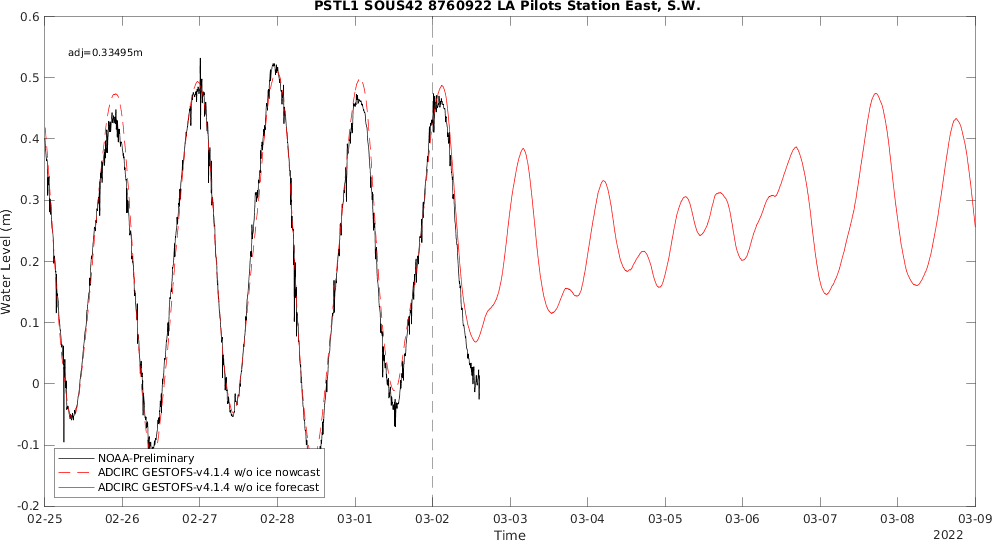 PSTL1 SOUS42 8760922 LA Pilots Station East, S.W.
adj=0.33495m
Water Level (m)
0.6
0.5
0.4
0.3
0.2
0.1
0
-0.1
-0.2
NOAA-Preliminary
ADCIRC GESTOFS-v4.1.4 w/o ice nowcast
ADCIRC GESTOFS-v4.1.4 w/o ice forecast
02-25 02-26 02-27 02-28 03-01 03-02 03-03 03-04 03-05 03-06 03-07 03-08 03-09
Time
2022